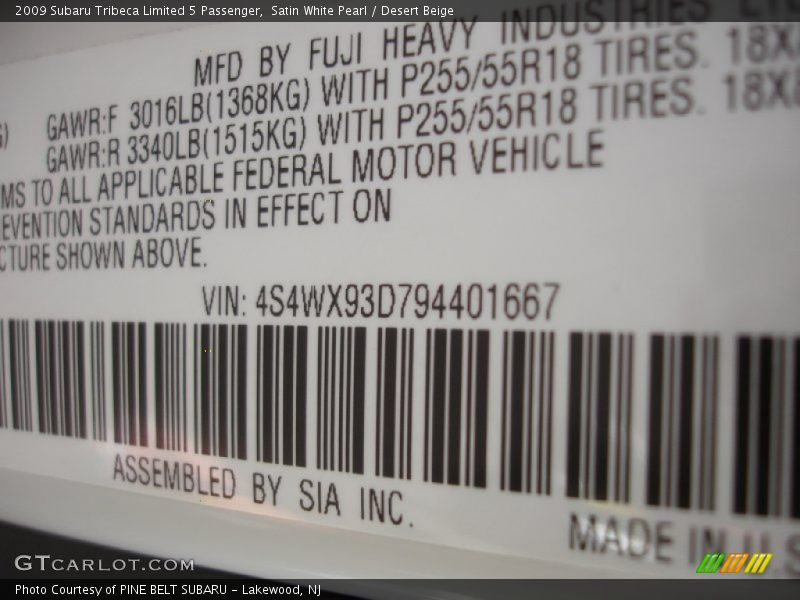 2009 Subaru Tribeca Limited 5 Passenger,  Satin White Pearl / Desert Beige
MFD BY FUJI HEAVY INDUSTRIES
GAWR:F 3016LB(1368KG) WITH P255/55R18 TIRES. 18X
GAWR:R 3340LB(1515KG) WITH P255/55R18 TIRES. 18X
MS TO ALL APPLICABLE FEDERAL MOTOR VEHICLE
EVENTION STANDARDS IN EFFECT ON
CTURE SHOWN ABOVE.
VIN: 4S4WX93D794401667
ASSEMBLED BY SIA INC.
MADE IN U.S
GTCARLOT.COM
Photo Courtesy of PINE BELT SUBARU - Lakewood, NJ